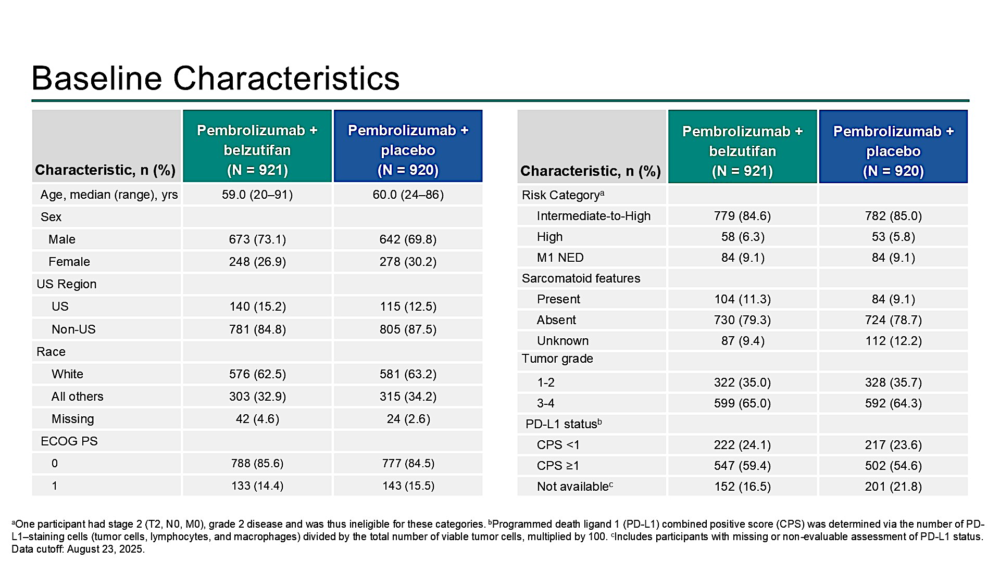 Baseline Characteristics
Characteristic, n (%) Pembrolizumab + belzutifan (N = 921) Pembrolizumab + placebo (N = 920)
Age, median (range), yrs 59.0 (20–91) 60.0 (24–86)
Sex
Male 673 (73.1) 642 (69.8)
Female 248 (26.9) 278 (30.2)
US Region
US 140 (15.2) 115 (12.5)
Non-US 781 (84.8) 805 (87.5)
Race
White 576 (62.5) 581 (63.2)
All others 303 (32.9) 315 (34.2)
Missing 42 (4.6) 24 (2.6)
ECOG PS
0 788 (85.6) 777 (84.5)
1 133 (14.4) 143 (15.5)
Characteristic, n (%) Pembrolizumab + belzutifan (N = 921) Pembrolizumab + placebo (N = 920)
Risk Categoryᵃ
Intermediate-to-High 779 (84.6) 782 (85.0)
High 58 (6.3) 53 (5.8)
M1 NED 84 (9.1) 84 (9.1)
Sarcomatoid features
Present 104 (11.3) 84 (9.1)
Absent 730 (79.3) 724 (78.7)
Unknown 87 (9.4) 112 (12.2)
Tumor grade
1-2 322 (35.0) 328 (35.7)
3-4 599 (65.0) 592 (64.3)
PD-L1 statusᵇ
CPS <1 222 (24.1) 217 (23.6)
CPS ≥1 547 (59.4) 502 (54.6)
Not availableᶜ 152 (16.5) 201 (21.8)
ᵃOne participant had stage 2 (T2, N0, M0), grade 2 disease and was thus ineligible for these categories. ᵇProgrammed death ligand 1 (PD-L1) combined positive score (CPS) was determined via the number of PD-
L1–staining cells (tumor cells, lymphocytes, and macrophages) divided by the total number of viable tumor cells, multiplied by 100. ᶜIncludes participants with missing or non-evaluable assessment of PD-L1 status.
Data cutoff: August 23, 2025.